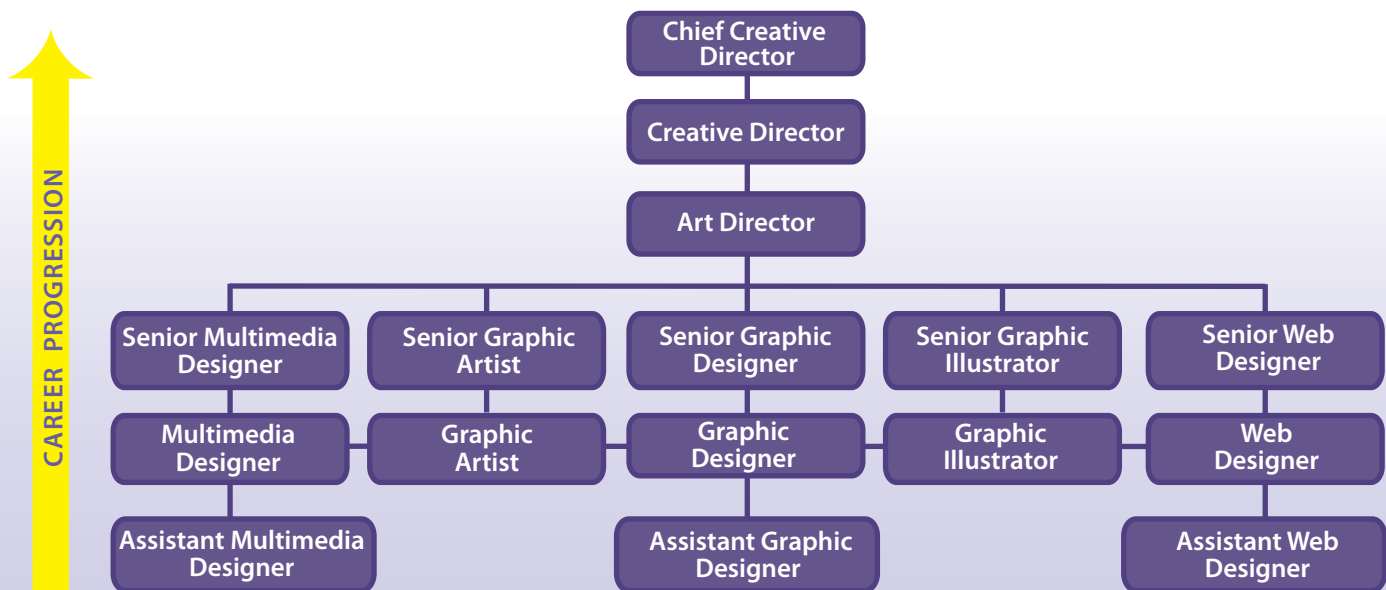 Chief Creative
Director
Creative Director
Art Director
CAREER PROGRESSION
Senior Multimedia
Designer
Senior Graphic
Artist
Senior Graphic
Designer
Senior Graphic
Illustrator
Senior Web
Designer
Multimedia
Designer
Graphic
Artist
Graphic
Designer
Graphic
Illustrator
Web
Designer
Assistant Multimedia
Designer
Assistant Graphic
Designer
Assistant Web
Designer